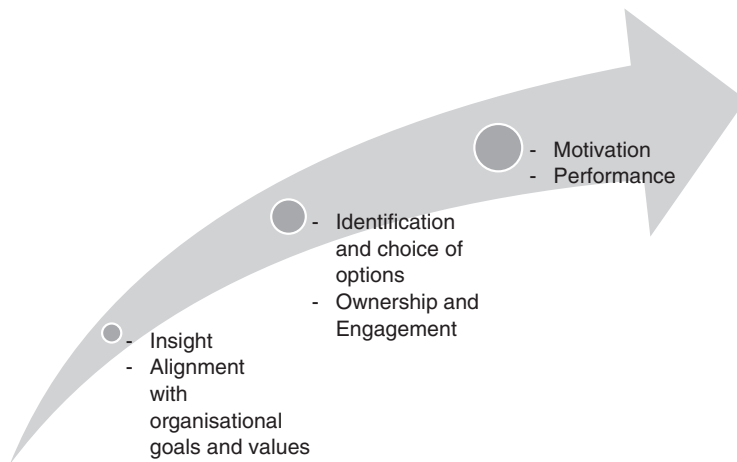 - Insight
- Alignment
with
organisational
goals and values
- Identification
and choice of
options
- Ownership and
Engagement
- Motivation
- Performance